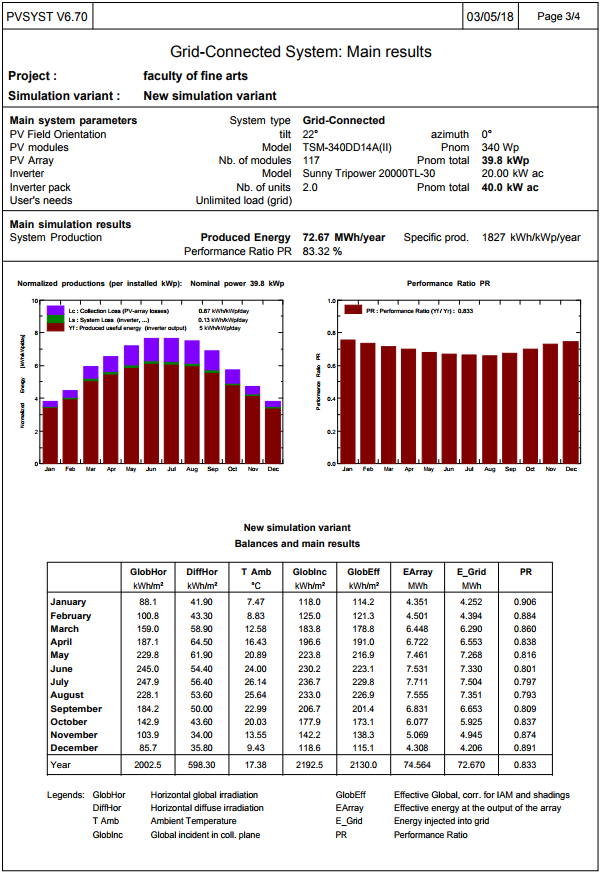 PVSYST V6.70 03/05/18 Page 3/4
Grid-Connected System: Main results
Project : faculty of fine arts
Simulation variant : New simulation variant
Main system parameters System type Grid-Connected
PV Field Orientation tilt 22° azimuth 0°
PV modules Model TSM-340DD14A(II) Pnom 340 Wp
PV Array Nb. of modules 117 Pnom total 39.8 kWp
Inverter Model Sunny Tripower 20000TL-30 20.00 kW ac
Inverter pack Nb. of units 2.0 Pnom total 40.0 kW ac
User's needs Unlimited load (grid)
Main simulation results
System Production Produced Energy 72.67 MWh/year Specific prod. 1827 kWh/kWp/year
Performance Ratio PR 83.32 %
Normalized productions (per installed kWp): Nominal power 39.8 kWp
10
8
6
4
2
0
Normalized Energy [kWh/kWp/day]
Lc : Collection Loss (PV-array losses) 0.87 kWh/kWp/day
Ls : System Loss (inverter, ...) 0.13 kWh/kWp/day
Yf : Produced useful energy (inverter output) 5 kWh/kWp/day
Jan Feb Mar Apr May Jun Jul Aug Sep Oct Nov Dec
Performance Ratio PR
1.0
0.8
0.6
0.4
0.2
0.0
Performance Ratio PR
PR : Performance Ratio (Yf / Yr) : 0.833
Jan Feb Mar Apr May Jun Jul Aug Sep Oct Nov Dec
New simulation variant
Balances and main results
GlobHor DiffHor T Amb GlobInc GlobEff EArray E_Grid PR
kWh/m² kWh/m² °C kWh/m² kWh/m² MWh MWh
January 88.1 41.90 7.47 118.0 114.2 4.351 4.252 0.906
February 100.8 43.30 8.83 125.0 121.3 4.501 4.394 0.884
March 159.0 58.90 12.58 183.8 178.8 6.448 6.290 0.860
April 187.1 64.50 16.43 196.6 191.0 6.722 6.553 0.838
May 229.8 61.90 20.89 223.8 216.9 7.461 7.268 0.816
June 245.0 54.40 24.00 230.2 223.1 7.531 7.330 0.801
July 247.9 56.40 26.14 236.7 229.8 7.711 7.504 0.797
August 228.1 53.60 25.64 233.0 226.9 7.555 7.351 0.793
September 184.2 50.00 22.99 206.7 201.4 6.831 6.653 0.809
October 142.9 43.60 20.03 177.9 173.1 6.077 5.925 0.837
November 103.9 34.00 13.55 142.2 138.3 5.069 4.945 0.874
December 85.7 35.80 9.43 118.6 115.1 4.308 4.206 0.891
Year 2002.5 598.30 17.38 2192.5 2130.0 74.564 72.670 0.833
Legends: GlobHor Horizontal global irradiation GlobEff Effective Global, corr. for IAM and shadings
DiffHor Horizontal diffuse irradiation EArray Effective energy at the output of the array
T Amb Ambient Temperature E_Grid Energy injected into grid
GlobInc Global incident in coll. plane PR Performance Ratio